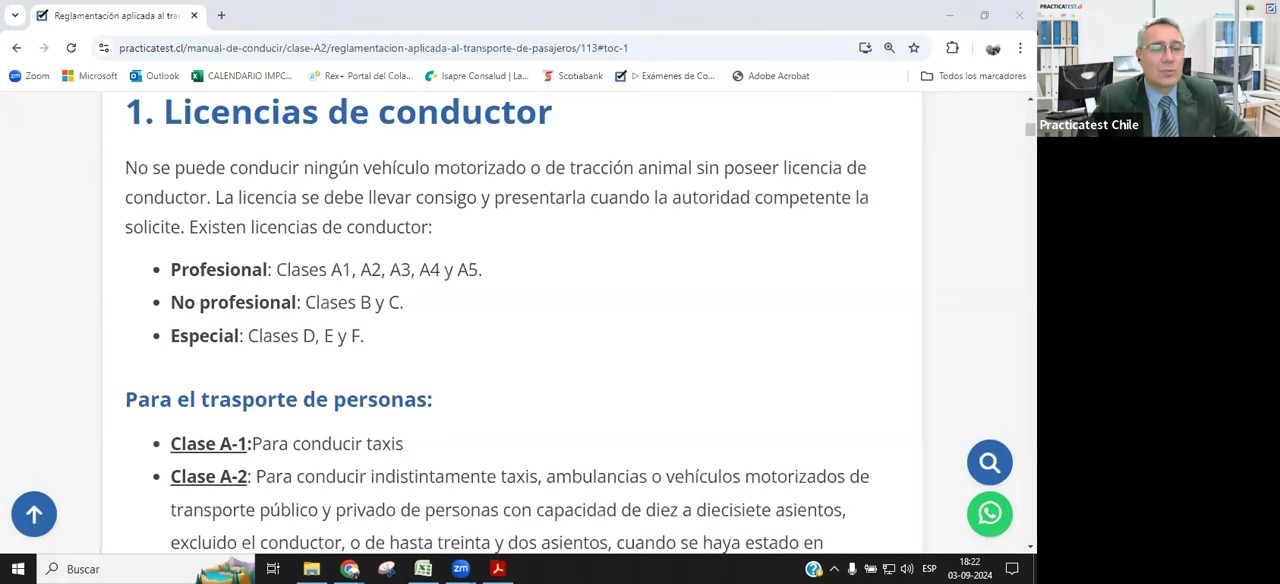 Reglamentación aplicada al tra
practicatest.cl/manual-de-conducir/clase-A2/reglamentacion-aplicada-al-transporte-de-pasajeros/113#toc-1
Zoom Microsoft Outlook CALENDARIO IMPC... Rex+ Portal del Cola... Isapre Consalud | La... Scotiabank ▷ Exámenes de Co... Adobe Acrobat Todos los marcadores
PRACTICATEST.cl
Practicatest Chile
1. Licencias de conductor
No se puede conducir ningún vehículo motorizado o de tracción animal sin poseer licencia de
conductor. La licencia se debe llevar consigo y presentarla cuando la autoridad competente la
solicite. Existen licencias de conductor:
• Profesional: Clases A1, A2, A3, A4 y A5.
• No profesional: Clases B y C.
• Especial: Clases D, E y F.
Para el trasporte de personas:
• Clase A-1:Para conducir taxis
• Clase A-2: Para conducir indistintamente taxis, ambulancias o vehículos motorizados de
transporte público y privado de personas con capacidad de diez a diecisiete asientos,
excluido el conductor, o de hasta treinta y dos asientos, cuando se haya estado en
Buscar
zm
ESP
18:22
03-09-2024